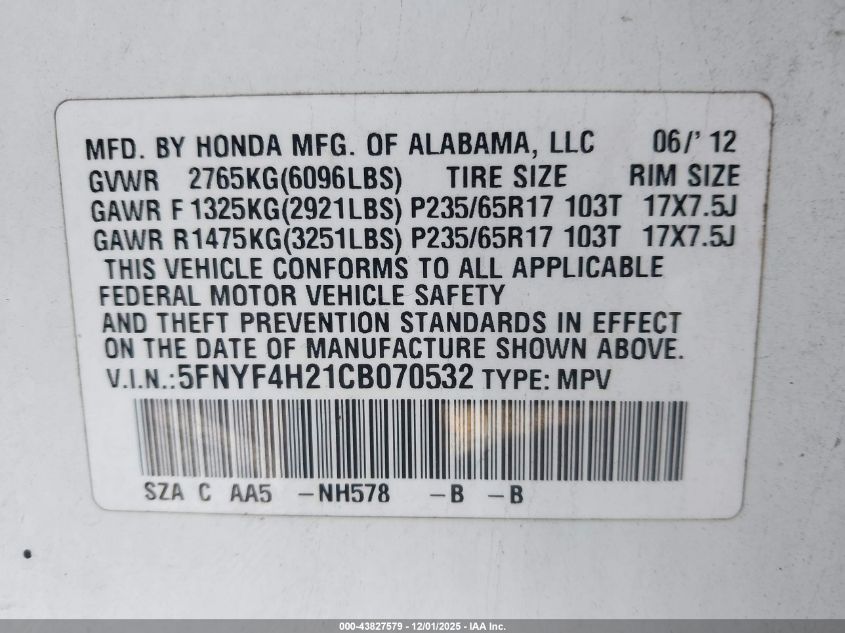 MFD. BY HONDA MFG. OF ALABAMA, LLC 06/' 12
GVWR 2765KG(6096LBS) TIRE SIZE RIM SIZE
GAWR F 1325KG(2921LBS) P235/65R17 103T 17X7.5J
GAWR R1475KG(3251LBS) P235/65R17 103T 17X7.5J
THIS VEHICLE CONFORMS TO ALL APPLICABLE
FEDERAL MOTOR VEHICLE SAFETY
AND THEFT PREVENTION STANDARDS IN EFFECT
ON THE DATE OF MANUFACTURE SHOWN ABOVE.
V.I.N.:5FNYF4H21CB070532 TYPE: MPV
SZA C AA5 -NH578 -B -B
000-43827579 - 12/01/2025 - IAA Inc.